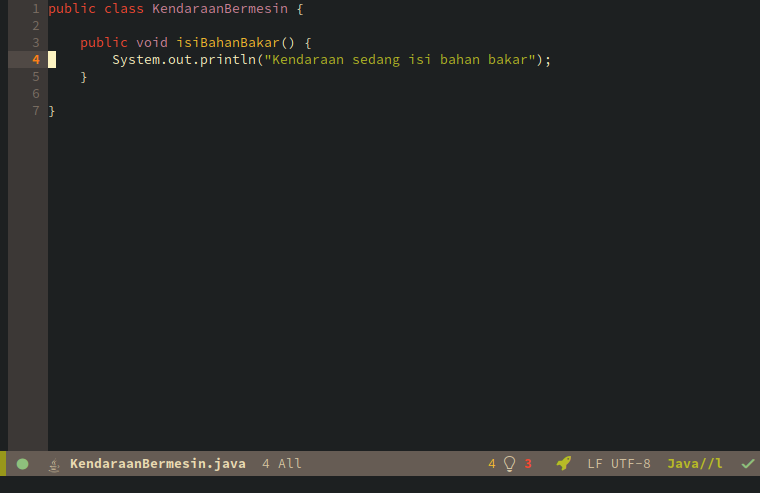 1 public class KendaraanBermesin {
2
3     public void isiBahanBakar() {
4         System.out.println("Kendaraan sedang isi bahan bakar");
5     }
6
7 }
KendaraanBermesin.java 4 All 4 3 LF UTF-8 Java//l